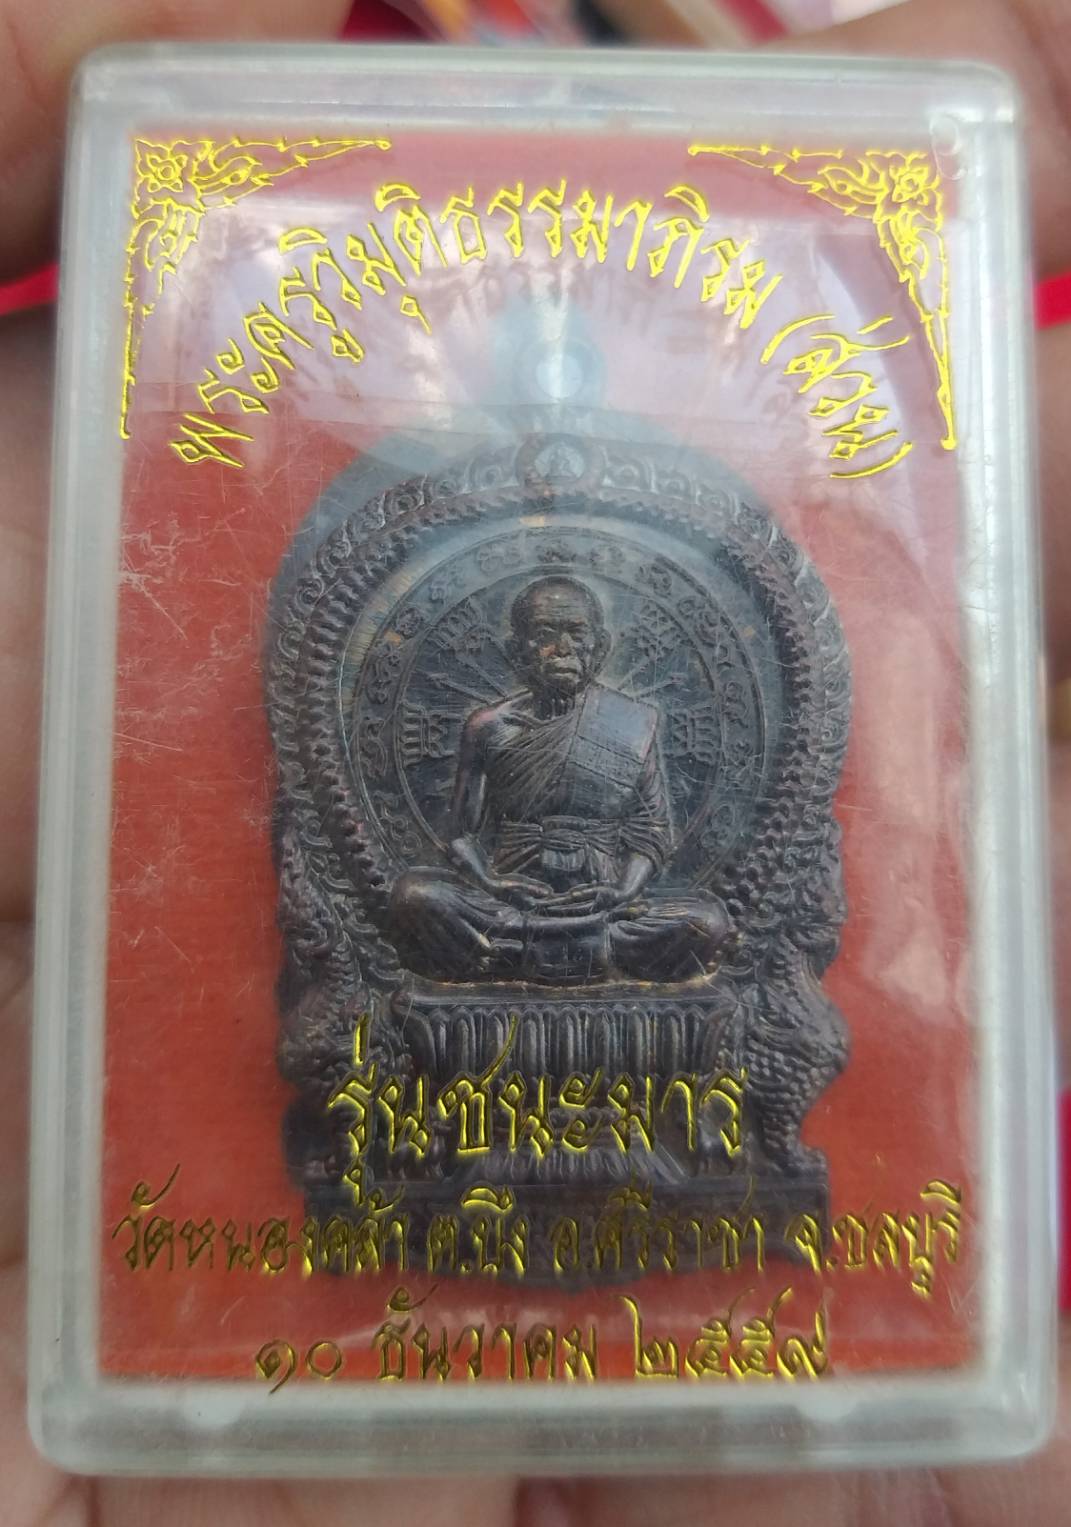 พระครูวิมุติธรรมาภิรม (ส่วน)
รุ่นชนะมาร
วัดหนองคล้า ต.บึง อ.ศรีราชา จ.ชลบุรี
๑๐ ธันวาคม ๒๕๕๙